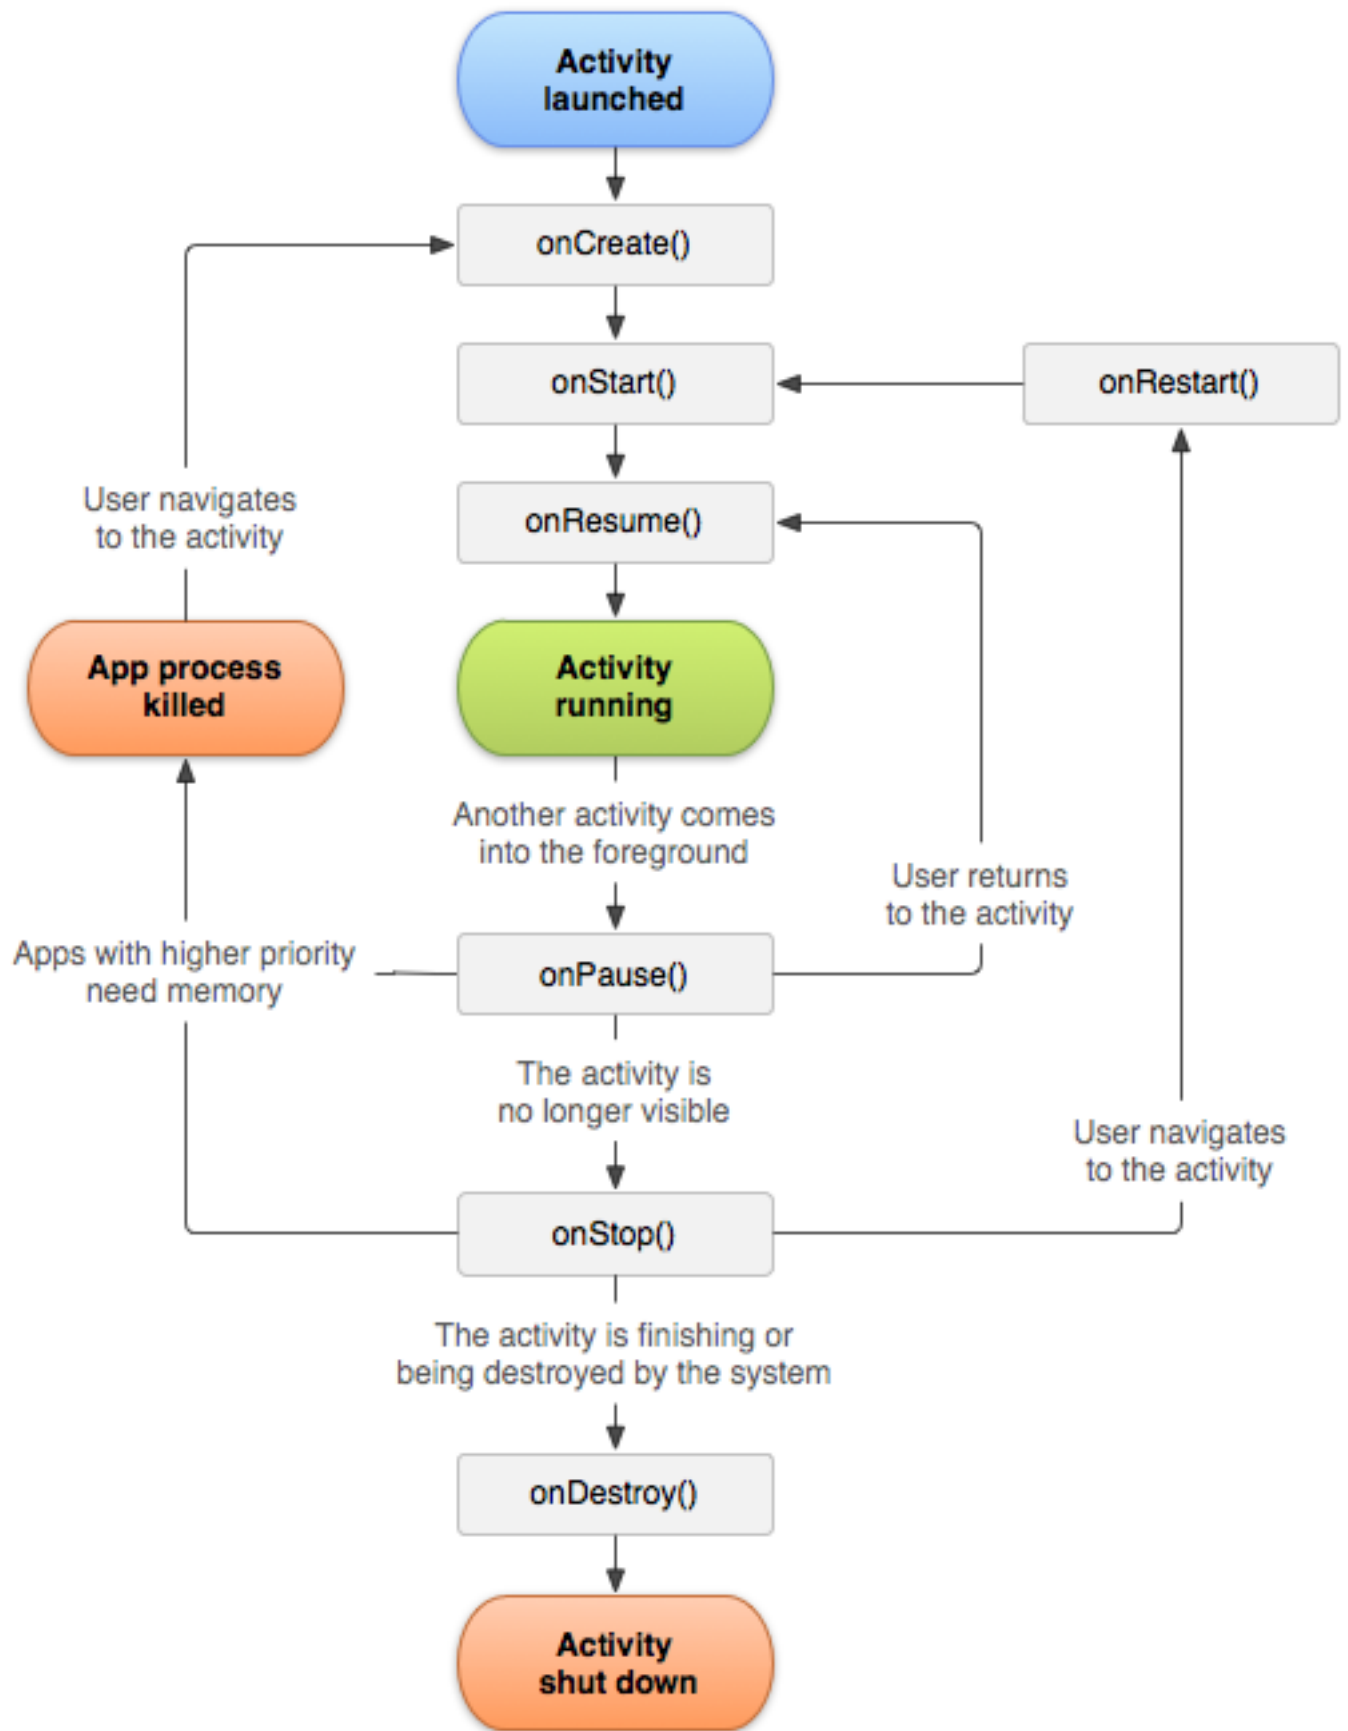 Activity
launched
onCreate()
onStart()
onRestart()
User navigates
to the activity
onResume()
App process
killed
Activity
running
Another activity comes
into the foreground
User returns
to the activity
Apps with higher priority
need memory
onPause()
The activity is
no longer visible
User navigates
to the activity
onStop()
The activity is finishing or
being destroyed by the system
onDestroy()
Activity
shut down